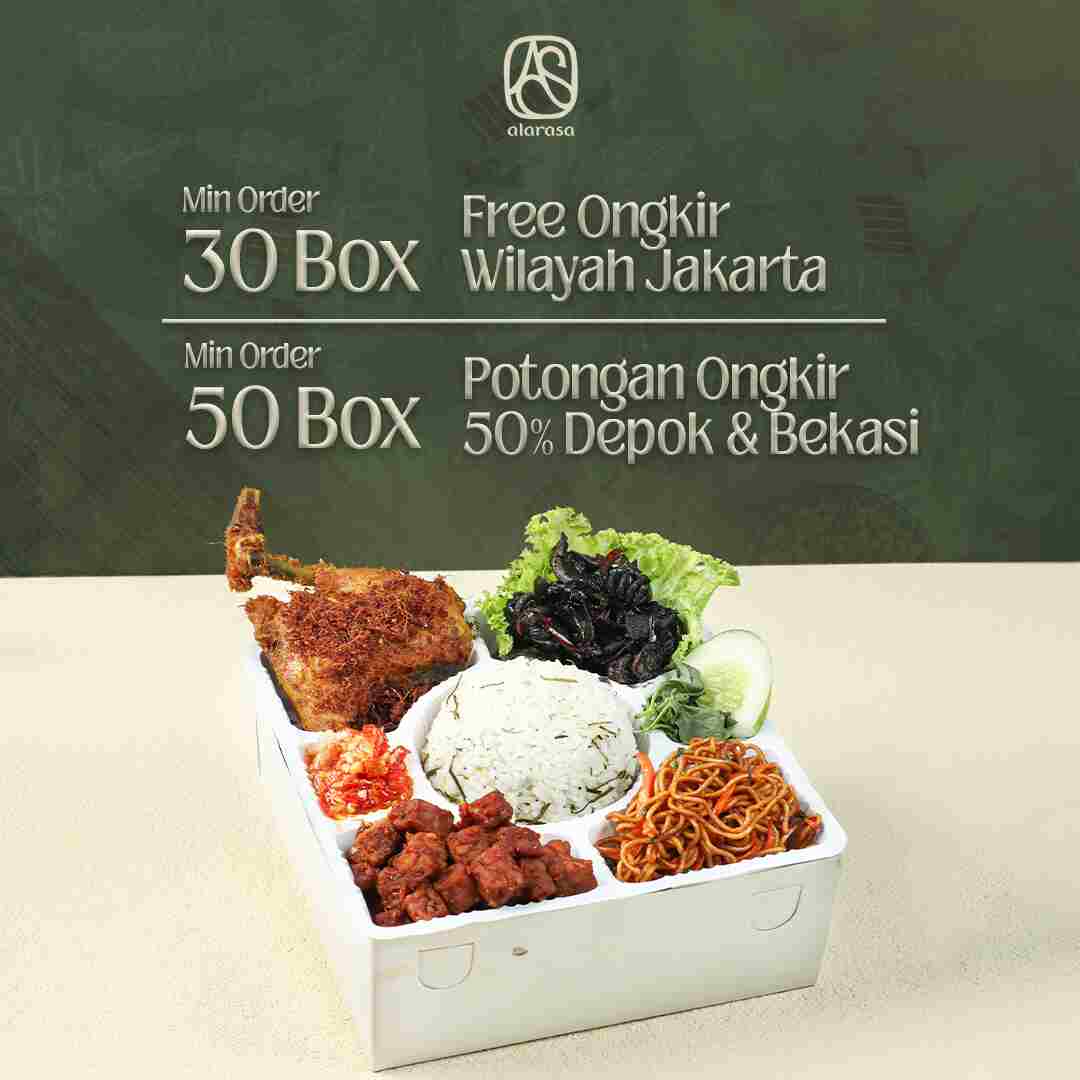 alarasa
Min Order
30 Box
Free Ongkir
Wilayah Jakarta
Min Order
50 Box
Potongan Ongkir
50% Depok & Bekasi